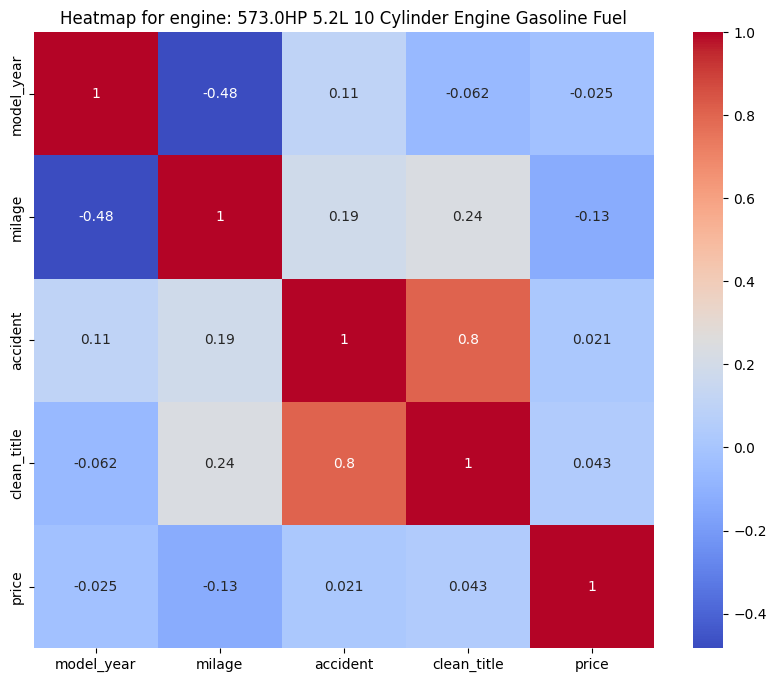 Heatmap for engine: 573.0HP 5.2L 10 Cylinder Engine Gasoline Fuel
model_year 1 -0.48 0.11 -0.062 -0.025
milage -0.48 1 0.19 0.24 -0.13
accident 0.11 0.19 1 0.8 0.021
clean_title -0.062 0.24 0.8 1 0.043
price -0.025 -0.13 0.021 0.043 1
model_year milage accident clean_title price
1.0
0.8
0.6
0.4
0.2
0.0
−0.2
−0.4